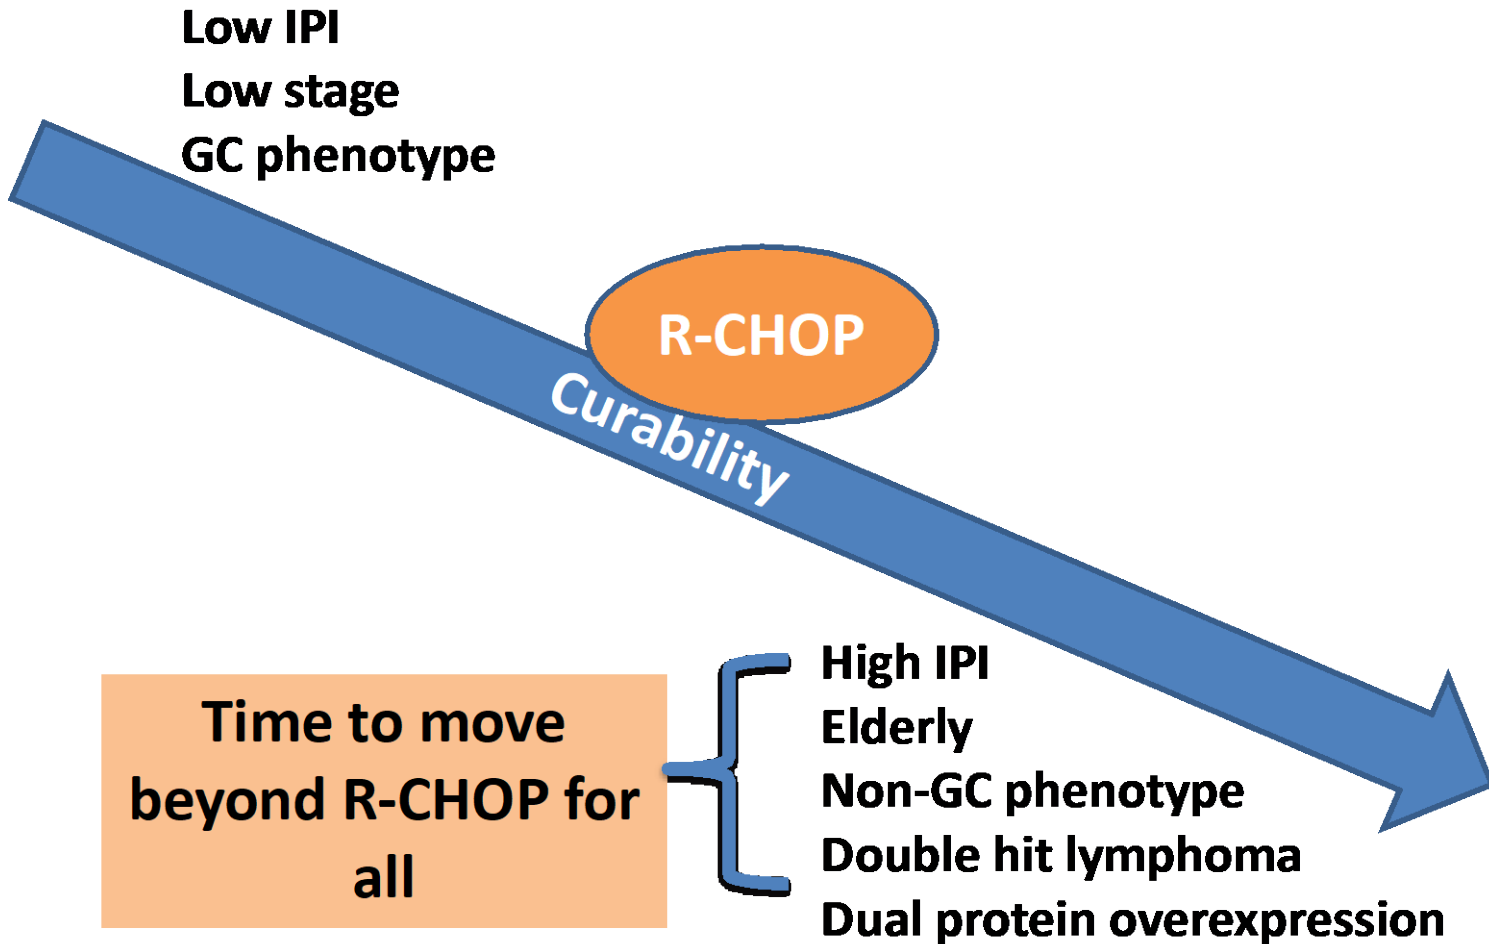 Low IPI
Low stage
GC phenotype
R-CHOP
Curability
Time to move
beyond R-CHOP for
all
High IPI
Elderly
Non-GC phenotype
Double hit lymphoma
Dual protein overexpression